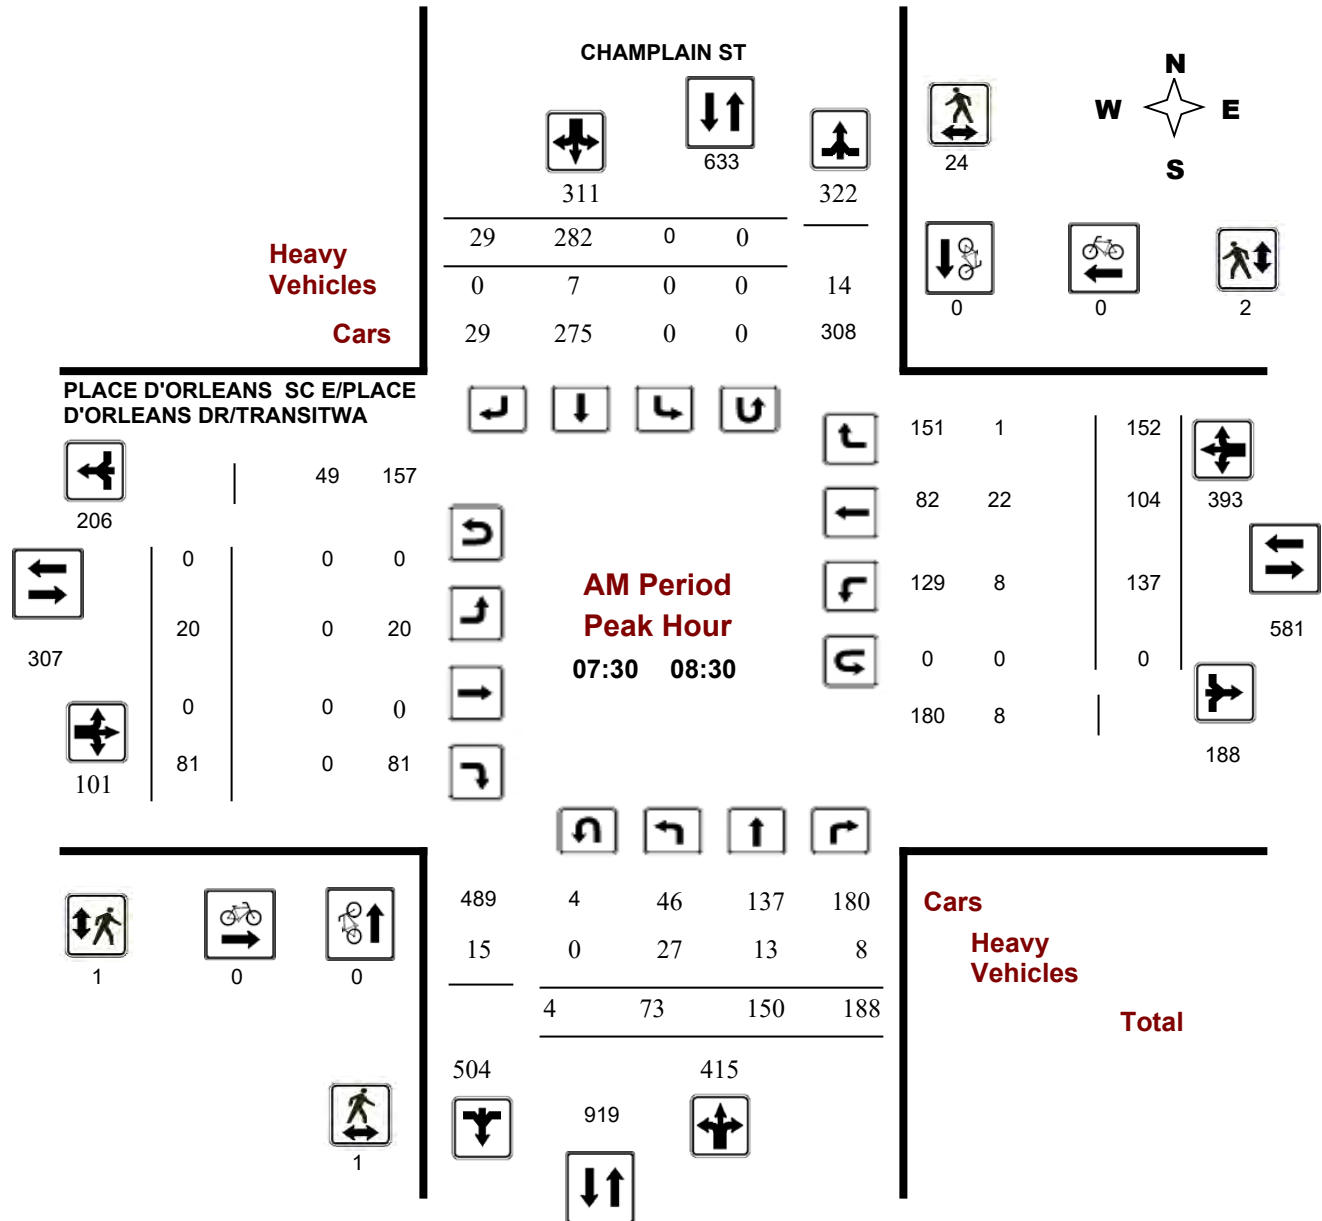 CHAMPLAIN ST
N
W E
S
633
24
311
322
29 282 0 0
Heavy
Vehicles
0 7 0 0 14
0 0 2
Cars
29 275 0 0 308
PLACE D'ORLEANS SC E/PLACE
D'ORLEANS DR/TRANSITWA
151 1 152
49 157
206
82 22 104 393
0 0 0
AM Period
129 8 137
20 0 20
Peak Hour
581
307
07:30 08:30
0 0 0
0 0 0
180 8
188
81 0 81
101
489 4 46 137 180
Cars
15 0 27 13 8
Heavy
Vehicles
1 0 0
4 73 150 188
Total
504 415
919
1